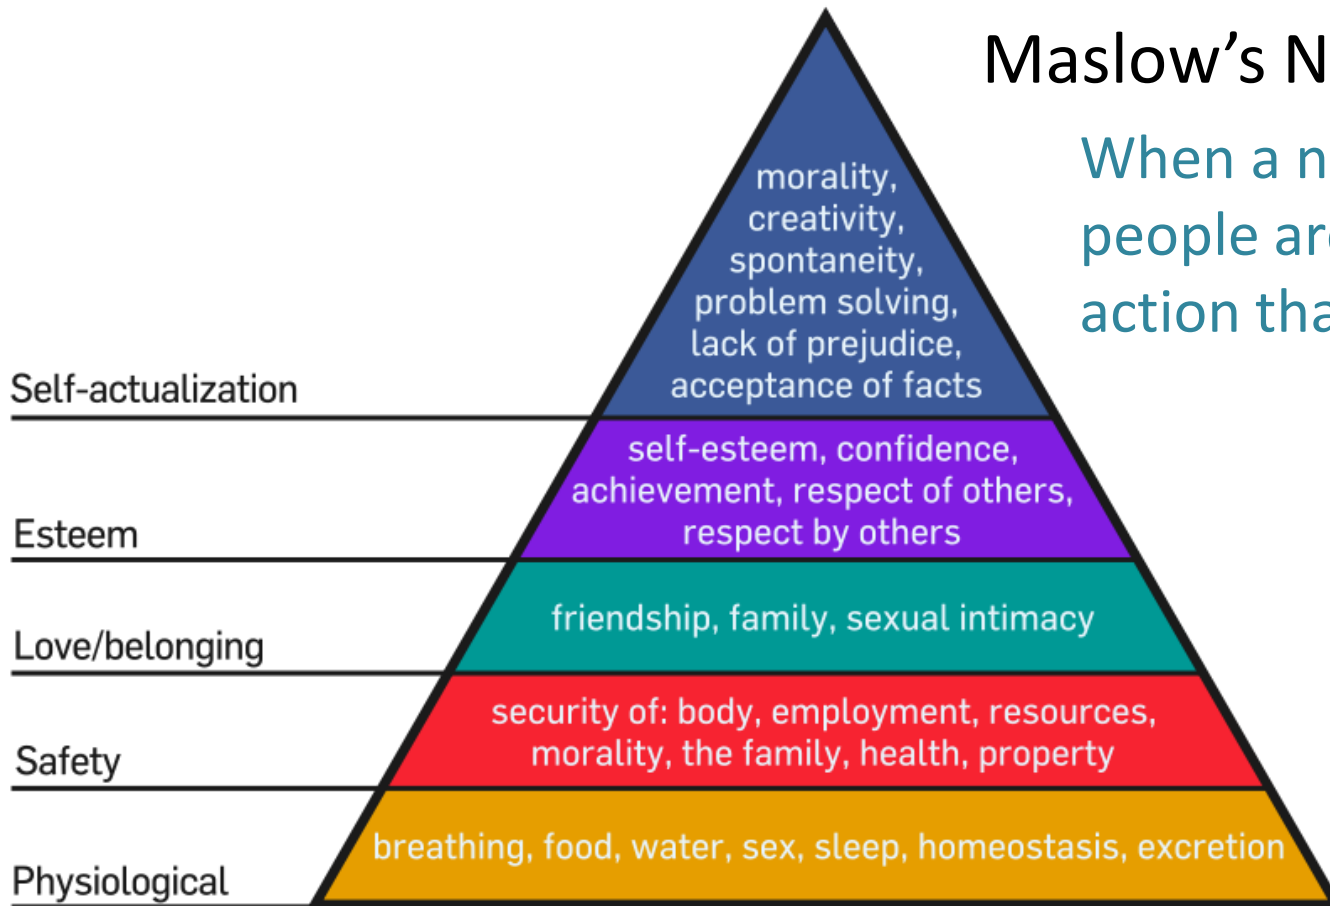 Maslow’s N
When a n
people are
action tha
morality,
creativity,
spontaneity,
problem solving,
lack of prejudice,
acceptance of facts
Self-actualization
self-esteem, confidence,
achievement, respect of others,
respect by others
Esteem
friendship, family, sexual intimacy
Love/belonging
security of: body, employment, resources,
morality, the family, health, property
Safety
breathing, food, water, sex, sleep, homeostasis, excretion
Physiological